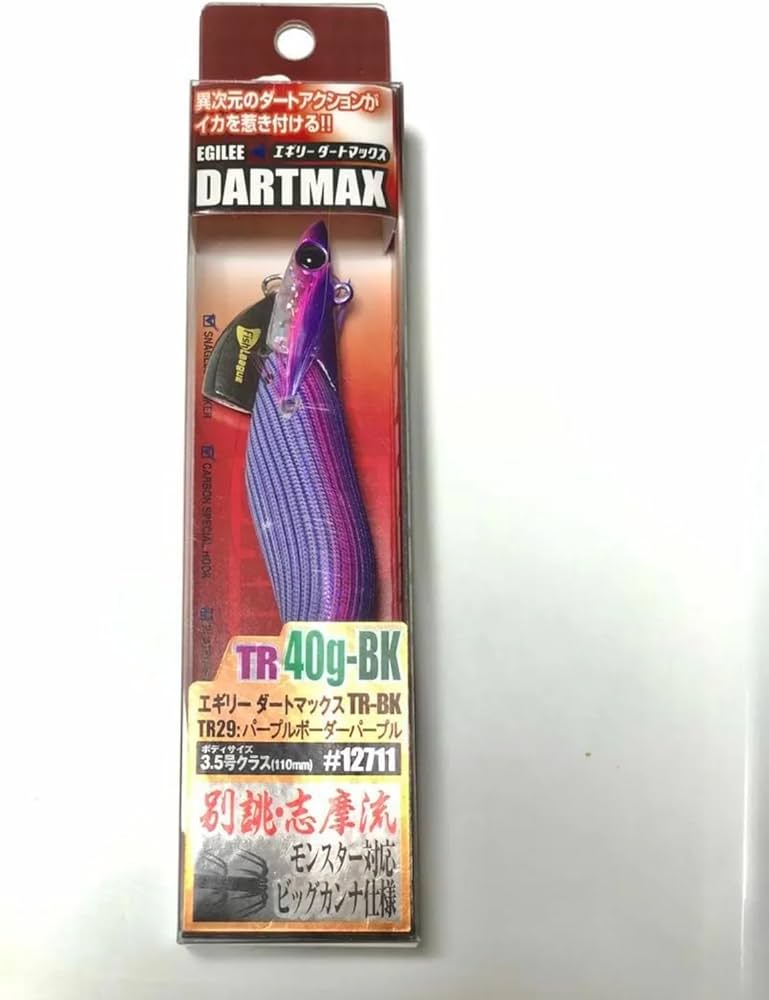 異次元のダートアクションが
イカを惹き付ける!!
EGILEE エギリーダートマックス
DARTMAX
FishLeague
CARBON SPECIAL HOOK
TR 40g-BK
エギリー ダートマックス TR-BK
TR29:パープルボーダーパープル
ボディサイズ
3.5号クラス(110mm) #12711
別誂・志摩流
モンスター対応
ビッグカンナ仕様